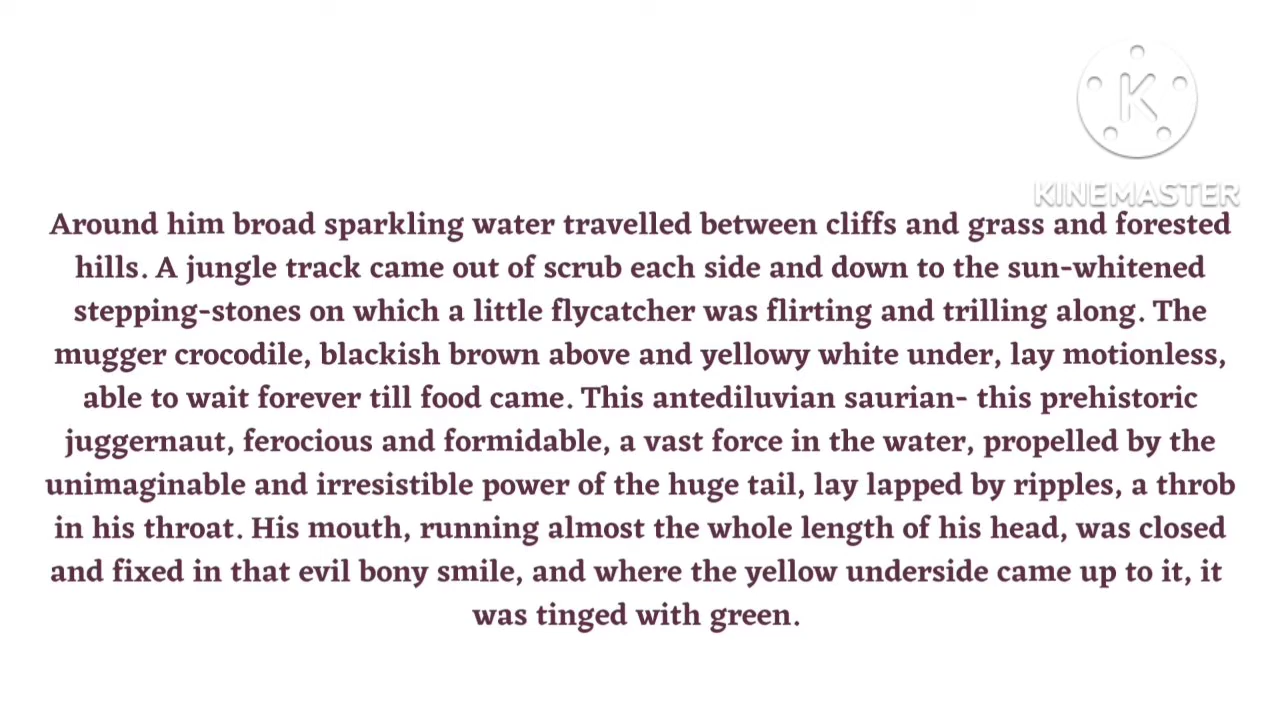 K
KINEMASTER
Around him broad sparkling water travelled between cliffs and grass and forested
hills. A jungle track came out of scrub each side and down to the sun-whitened
stepping-stones on which a little flycatcher was flirting and trilling along. The
mugger crocodile, blackish brown above and yellowy white under, lay motionless,
able to wait forever till food came. This antediluvian saurian- this prehistoric
juggernaut, ferocious and formidable, a vast force in the water, propelled by the
unimaginable and irresistible power of the huge tail, lay lapped by ripples, a throb
in his throat. His mouth, running almost the whole length of his head, was closed
and fixed in that evil bony smile, and where the yellow underside came up to it, it
was tinged with green.